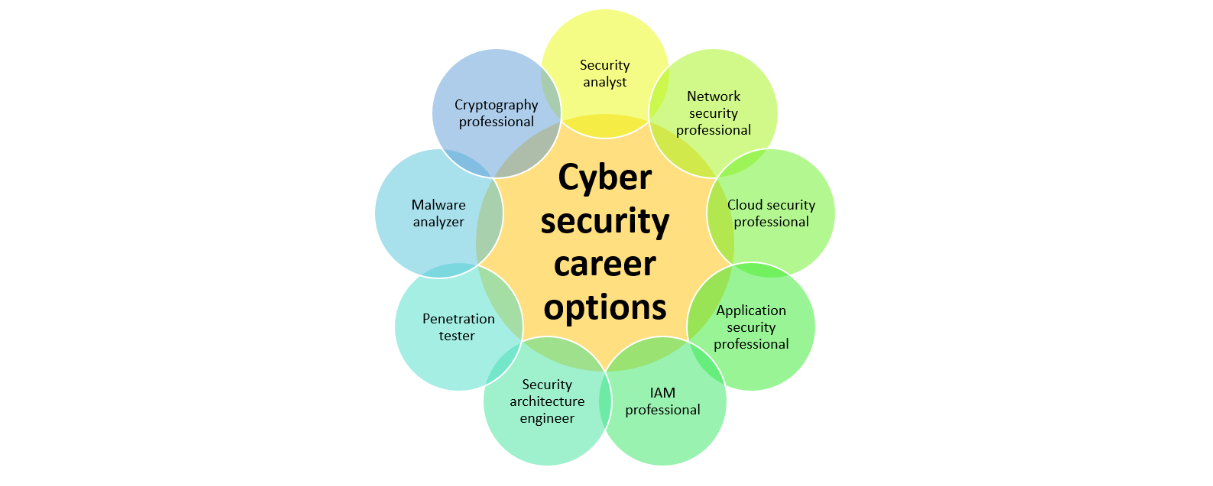 Cyber
security
career
options
Security
analyst
Network
security
professional
Cloud security
professional
Application
security
professional
IAM
professional
Security
architecture
engineer
Penetration
tester
Malware
analyzer
Cryptography
professional